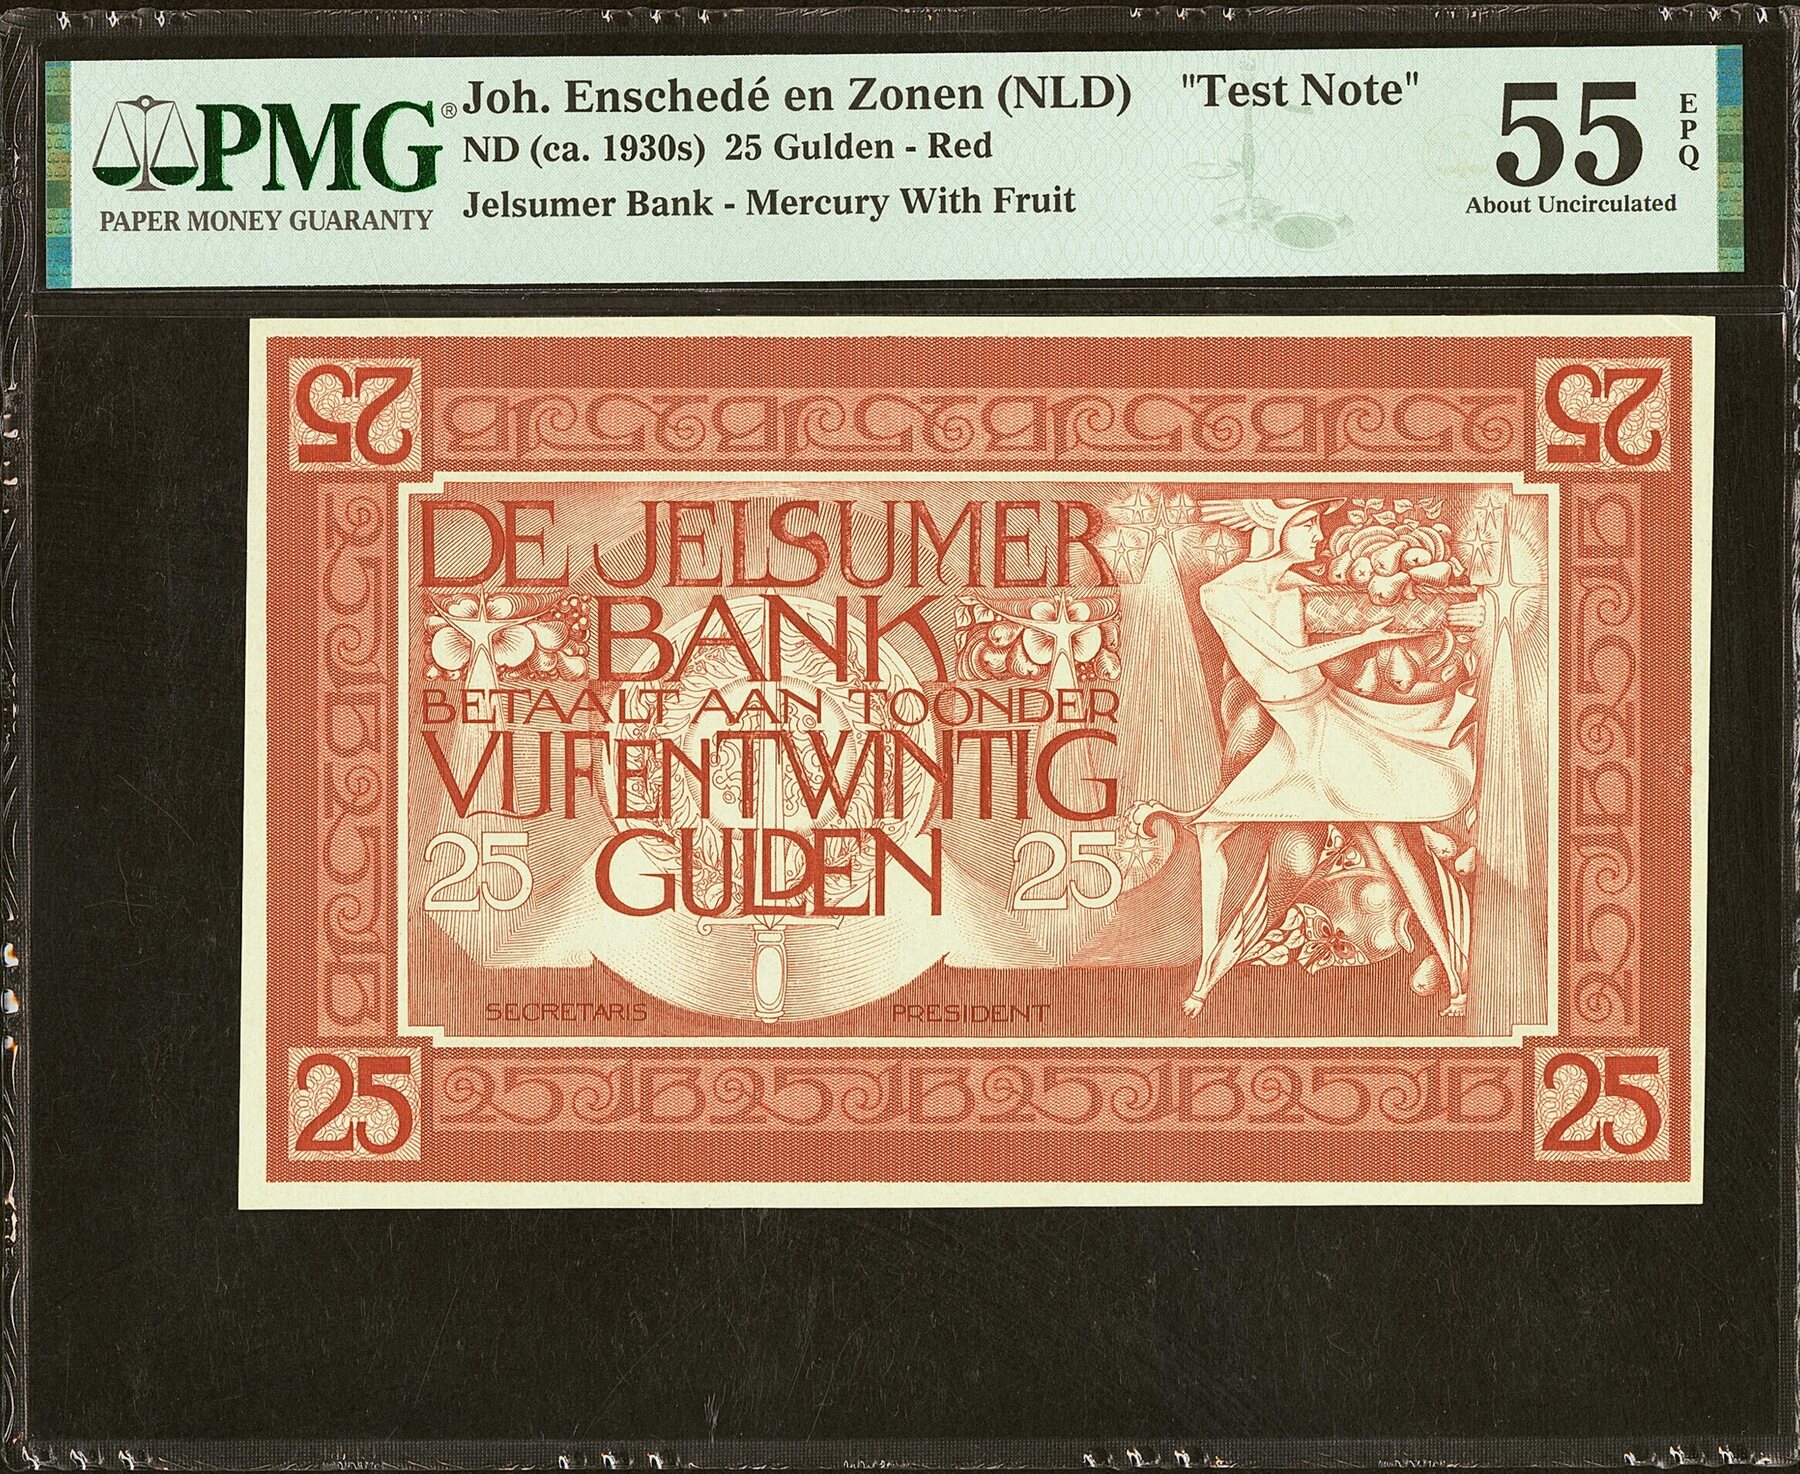 PMG®
PAPER MONEY GUARANTY
Joh. Enschedé en Zonen (NLD) "Test Note"
ND (ca. 1930s) 25 Gulden - Red
Jelsumer Bank - Mercury With Fruit
55
EPQ
About Uncirculated
25
25
DE JELSUMER
BANK
BETAALT AAN TOONDER
VIJFENTWINTIG
25 GULDEN 25
SECRETARIS PRESIDENT
25
25